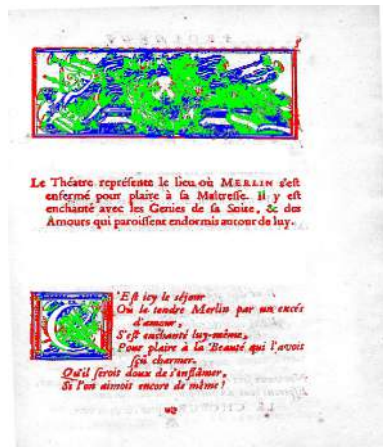 Le Théatre represente le lieu où MERLIN s'est
enfermé pour plaire à sa Maîtresse. Il y est
enchanté avec les Genies de sa Suite, & des
Amours qui paroissent endormis autour de luy.
C'Est icy le séjour
Où le tendre Merlin par un excés
d'amour,
S'est enchanté luy-même,
Pour plaire à la Beauté qui l'avoit
sçû charmer.
Qu'il seroit doux de s'enflâmer,
Si l'on aimoit encore de même!